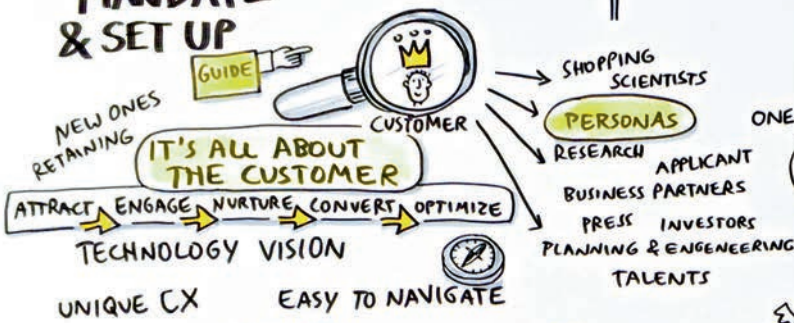 & SET UP
GUIDE
NEW ONES
RETAINING
CUSTOMER
IT'S ALL ABOUT
THE CUSTOMER
ATTRACT ENGAGE NURTURE CONVERT OPTIMIZE
TECHNOLOGY VISION
UNIQUE CX
EASY TO NAVIGATE
SHOPPING
SCIENTISTS
PERSONAS
RESEARCH
APPLICANT
BUSINESS PARTNERS
PRESS INVESTORS
PLANNING & ENGENEERING
TALENTS
ONE